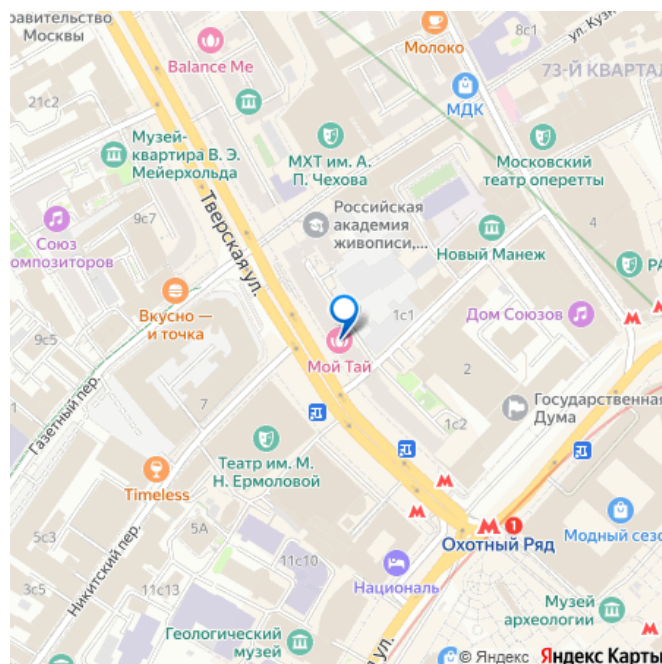 равительство
Москвы
Balance Me
Молоко
8с1
ул. Кузн
73-Й КВАРТАЛ
МДК
21с2
Музей-
квартира В. Э.
Мейерхольда
МХТ им. А.
П. Чехова
Московский
театр оперетты
9с7
Тверская ул.
Российская
академия
живописи,...
4
Союз
омпозиторов
Новый Манеж
РА
Вкусно —
и точка
1с1
Дом Союзов
9с5
Мой Тай
2
Газетный пер.
7
Государственная
Дума
1с2
Театр им. М.
Н. Ермоловой
Timeless
5А
1
Охотный Ряд
Модный сезо
5с3
3с5
Никитский пер.
11с10
11с13
Националь
Музей
археологии
Геологический
музей
я ул.
© Яндекс Яндекс Карты